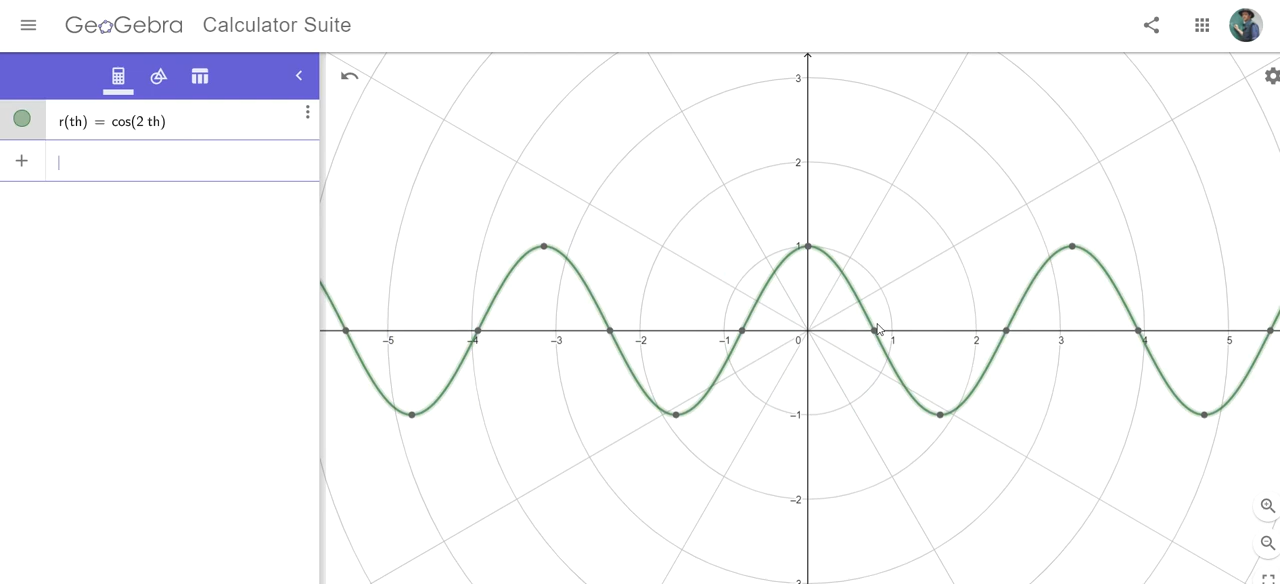 GeoGebra Calculator Suite
r(th) = cos(2 th)
+
3
2
1
−5 −4 −3 −2 −1 0 1 2 3 4 5
−1
−2
−3